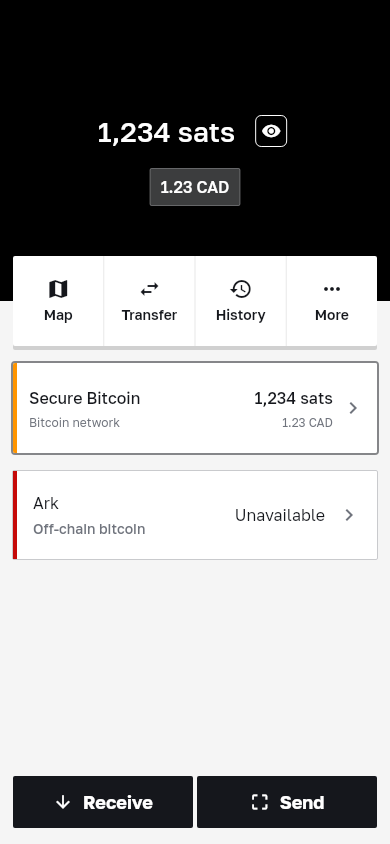 1,234 sats
1.23 CAD
Map
Transfer
History
More
Secure Bitcoin
1,234 sats
Bitcoin network
1.23 CAD
Ark
Unavailable
Off-chain bitcoin
Receive
Send